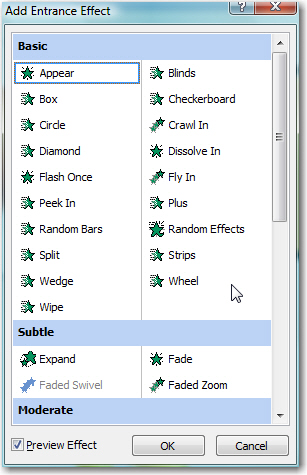 Add Entrance Effect
Basic
Appear Blinds
Box Checkerboard
Circle Crawl In
Diamond Dissolve In
Flash Once Fly In
Peek In Plus
Random Bars Random Effects
Split Strips
Wedge Wheel
Wipe
Subtle
Expand Fade
Faded Swivel Faded Zoom
Moderate
Preview Effect OK Cancel